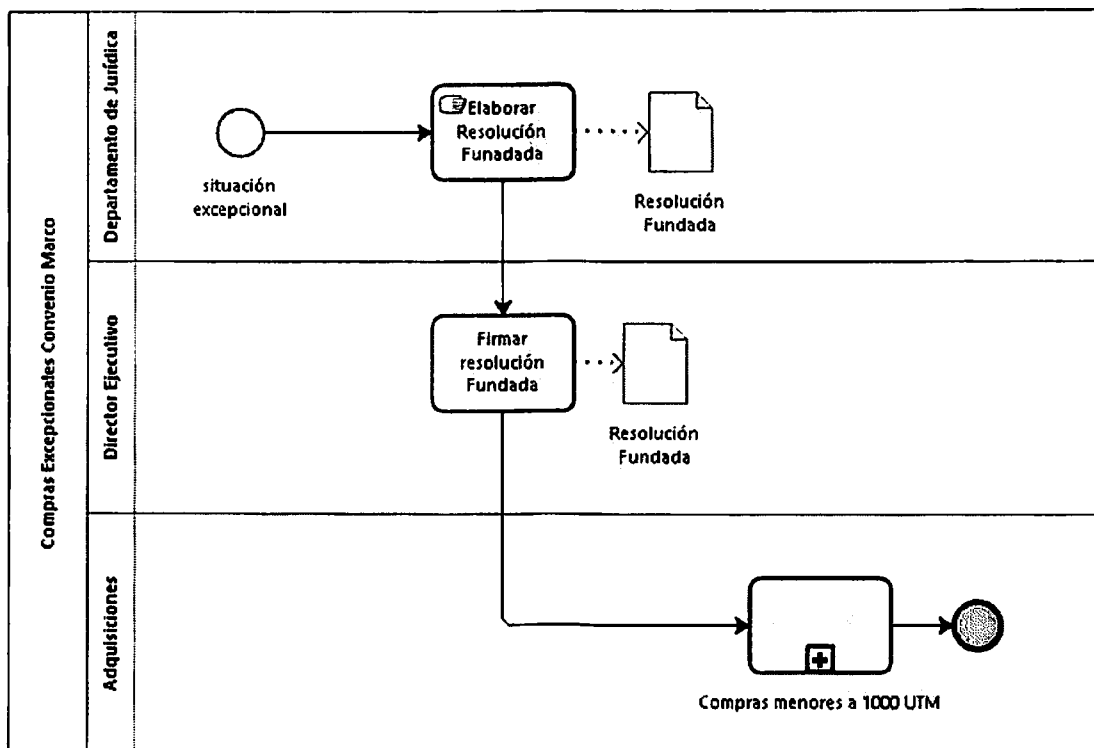 Compras Excepcionales Convenio Marco
Departamento de Jurídica
situación
excepcional
Elaborar
Resolución
Funadada
Resolución
Fundada
Director Ejecutivo
Firmar
resolución
Fundada
Resolución
Fundada
Adquisiciones
Compras menores a 1000 UTM